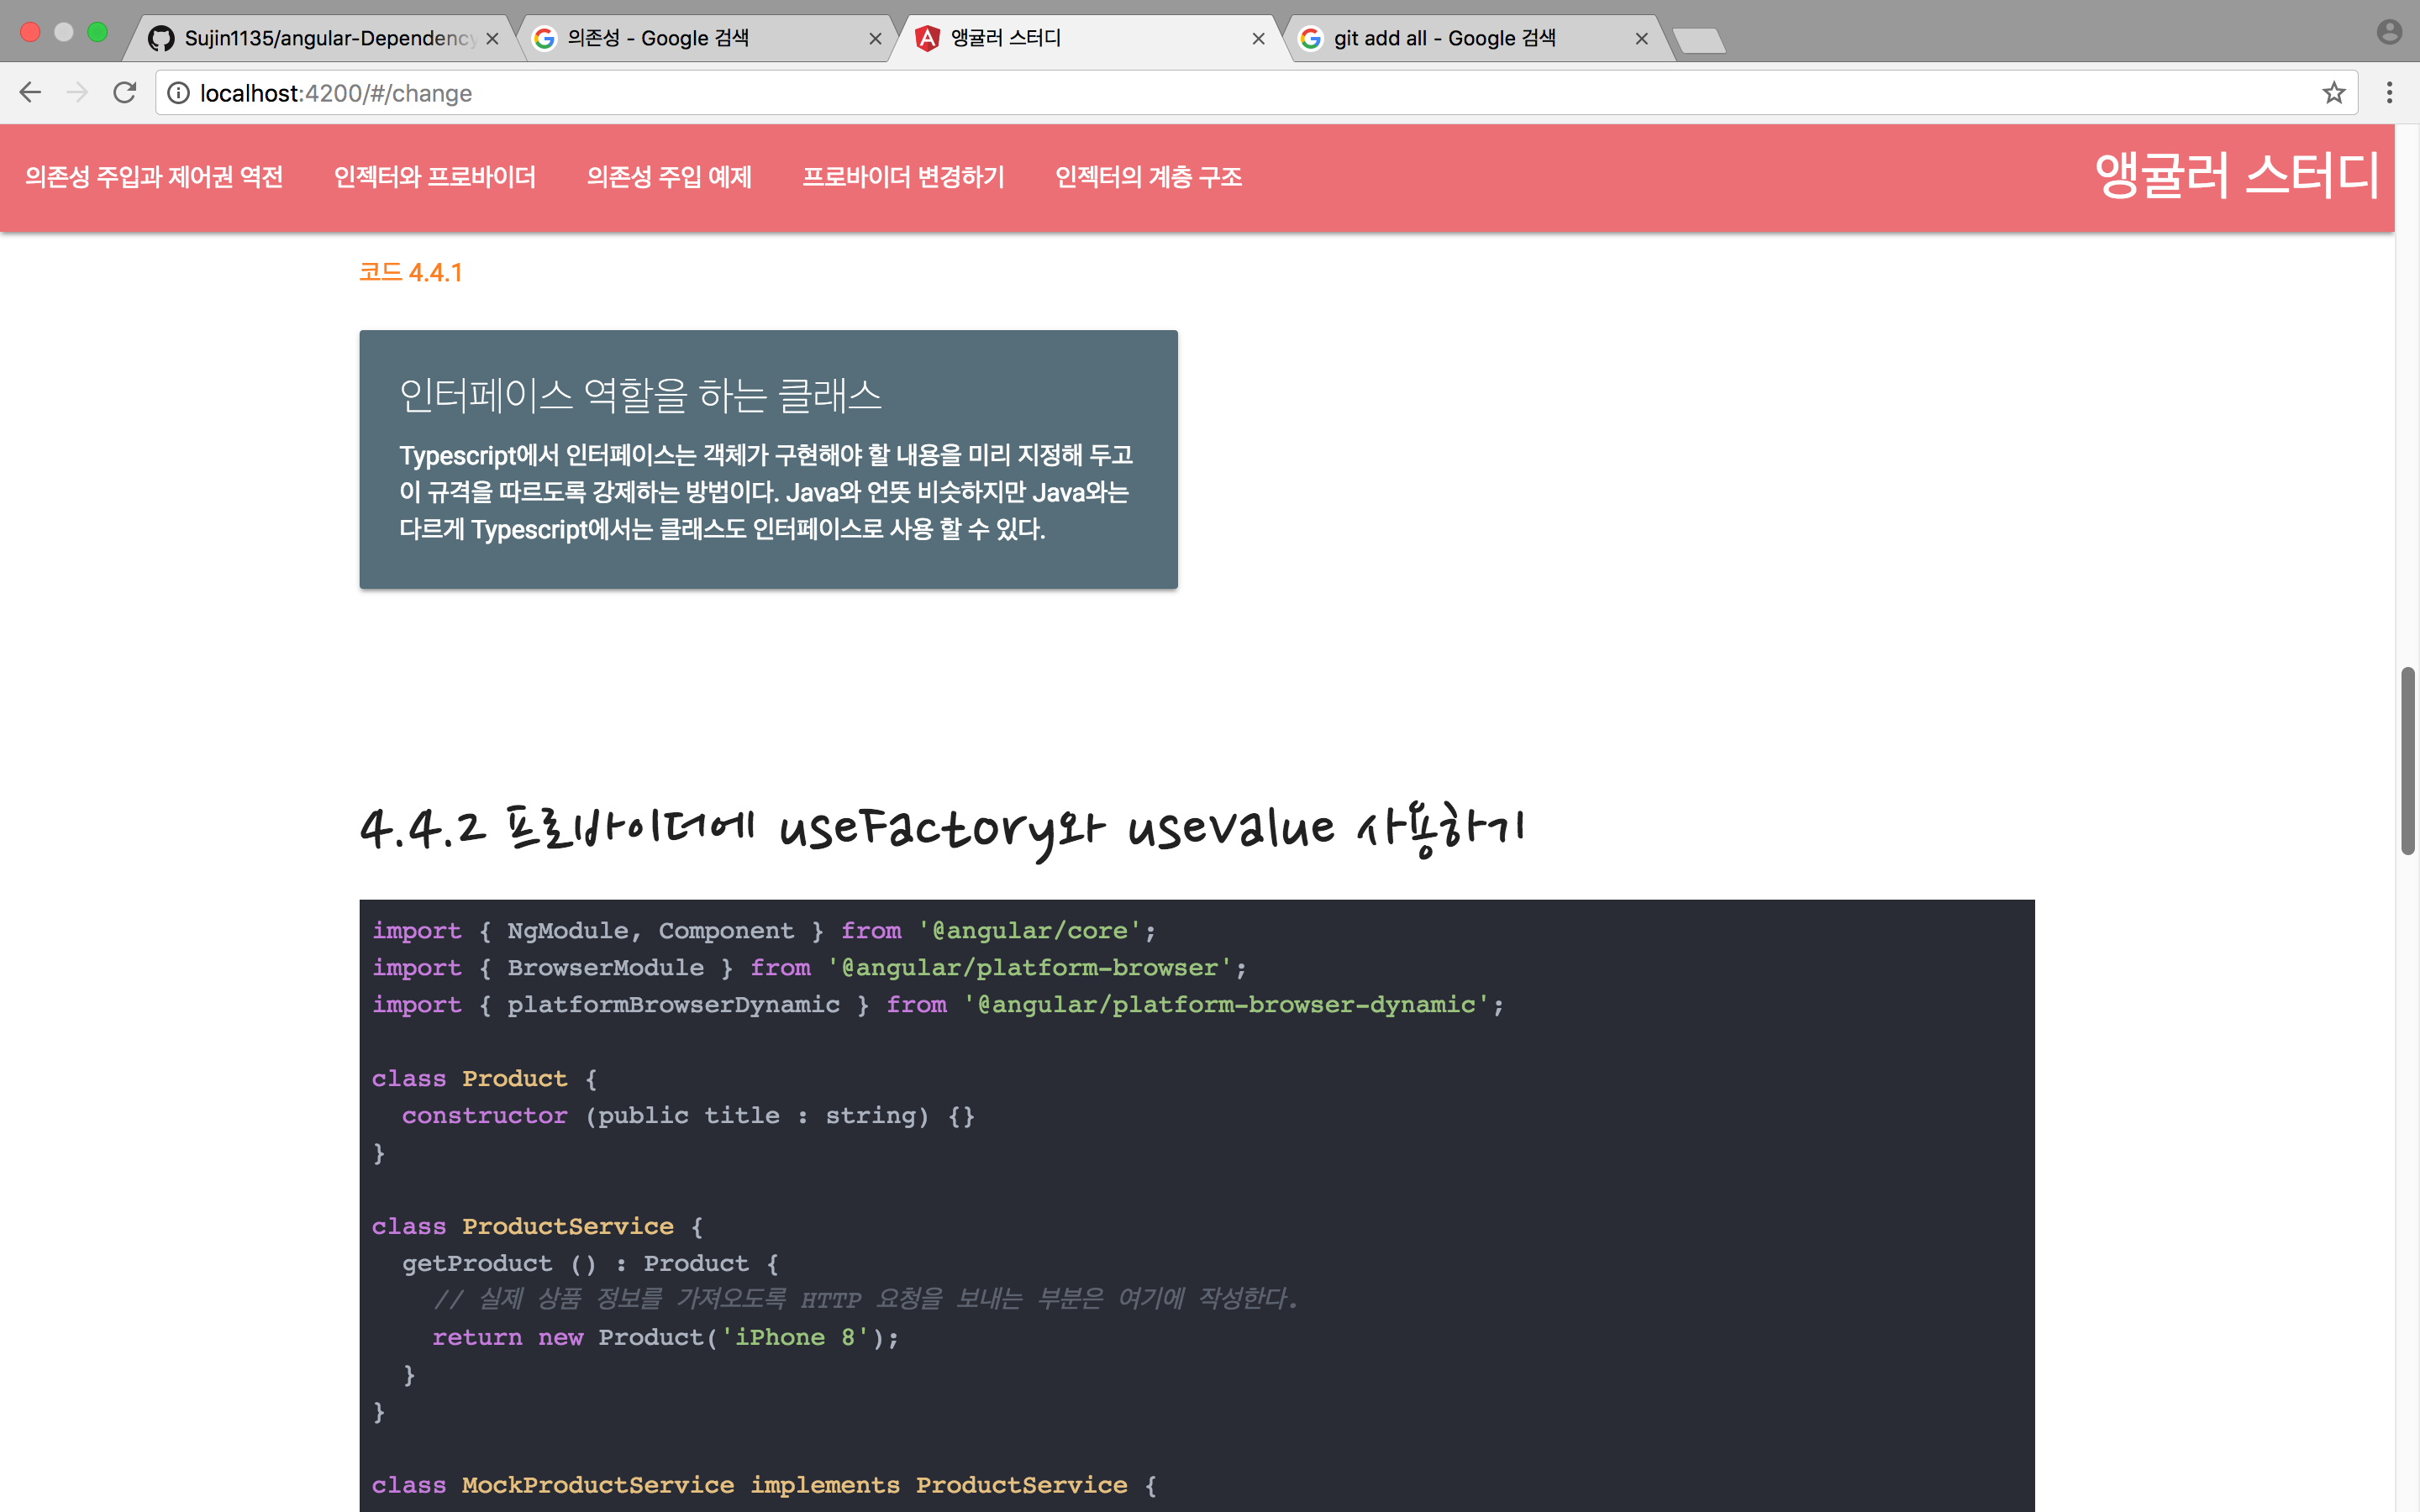 Sujin1135/angular-Dependency
의존성 - Google 검색
앵귤러 스터디
git add all - Google 검색
localhost:4200/#/change
의존성 주입과 제어권 역전
인젝터와 프로바이더
의존성 주입 예제
프로바이더 변경하기
인젝터의 계층 구조
앵귤러 스터디
코드 4.4.1
인터페이스 역할을 하는 클래스
Typescript에서 인터페이스는 객체가 구현해야 할 내용을 미리 지정해 두고
이 규격을 따르도록 강제하는 방법이다. Java와 언뜻 비슷하지만 Java와는
다르게 Typescript에서는 클래스도 인터페이스로 사용 할 수 있다.
4.4.2 프로바이더에 useFactory와 useValue 사용하기
import { NgModule, Component } from '@angular/core';
import { BrowserModule } from '@angular/platform-browser';
import { platformBrowserDynamic } from '@angular/platform-browser-dynamic';
class Product {
constructor (public title : string) {}
}
class ProductService {
getProduct () : Product {
// 실제 상품 정보를 가져오도록 HTTP 요청을 보내는 부분은 여기에 작성한다.
return new Product('iPhone 8');
}
}
class MockProductService implements ProductService {